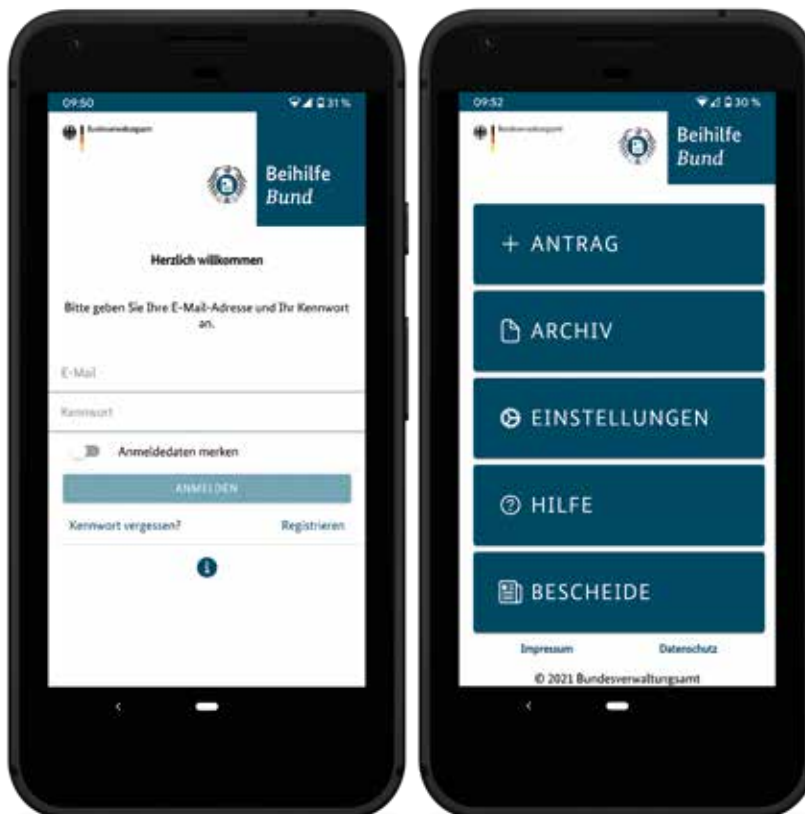 09:50
31%
Bundesverwaltungsamt
Beihilfe
Bund
Herzlich willkommen
Bitte geben Sie Ihre E-Mail-Adresse und Ihr Kennwort
an.
E-Mail
Kennwort
Anmeldedaten merken
ANMELDEN
Kennwort vergessen?
Registrieren
09:52
30%
Bundesverwaltungsamt
Beihilfe
Bund
+ ANTRAG
ARCHIV
EINSTELLUNGEN
HILFE
BESCHEIDE
Impressum
Datenschutz
© 2021 Bundesverwaltungsamt